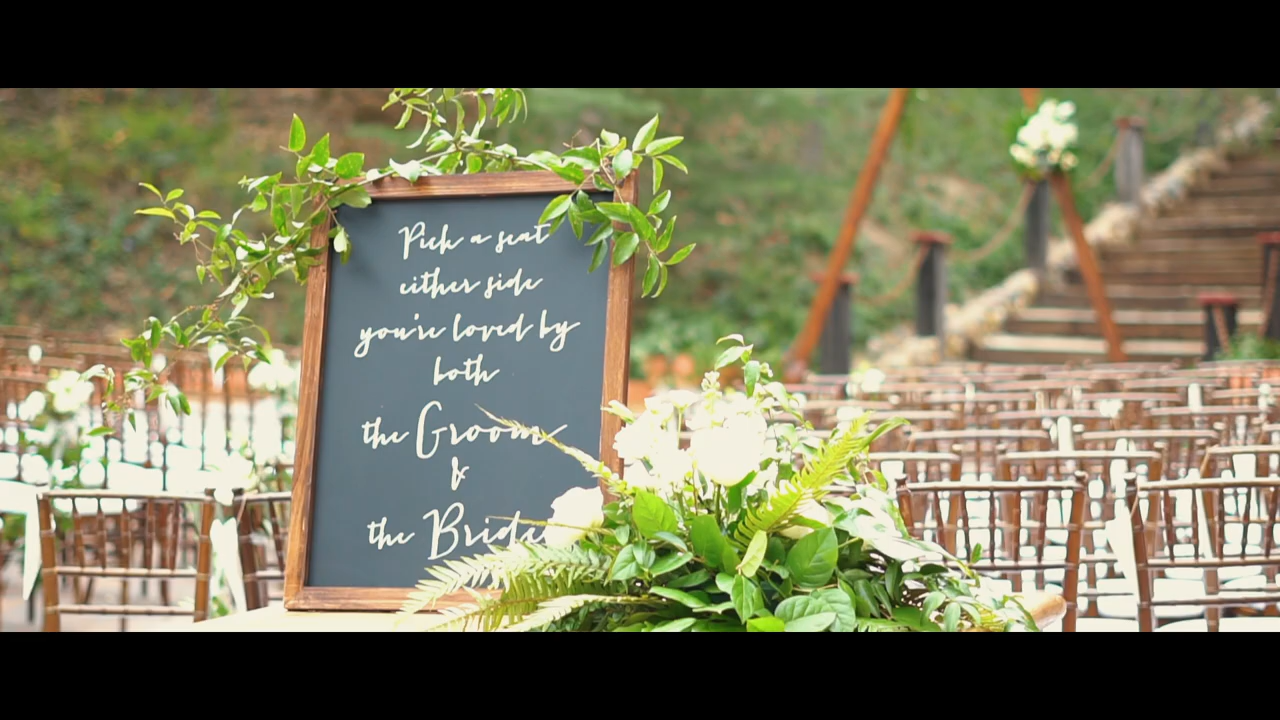 Pick a seat
either side
you're loved by
both
the Groom
&
the Bride